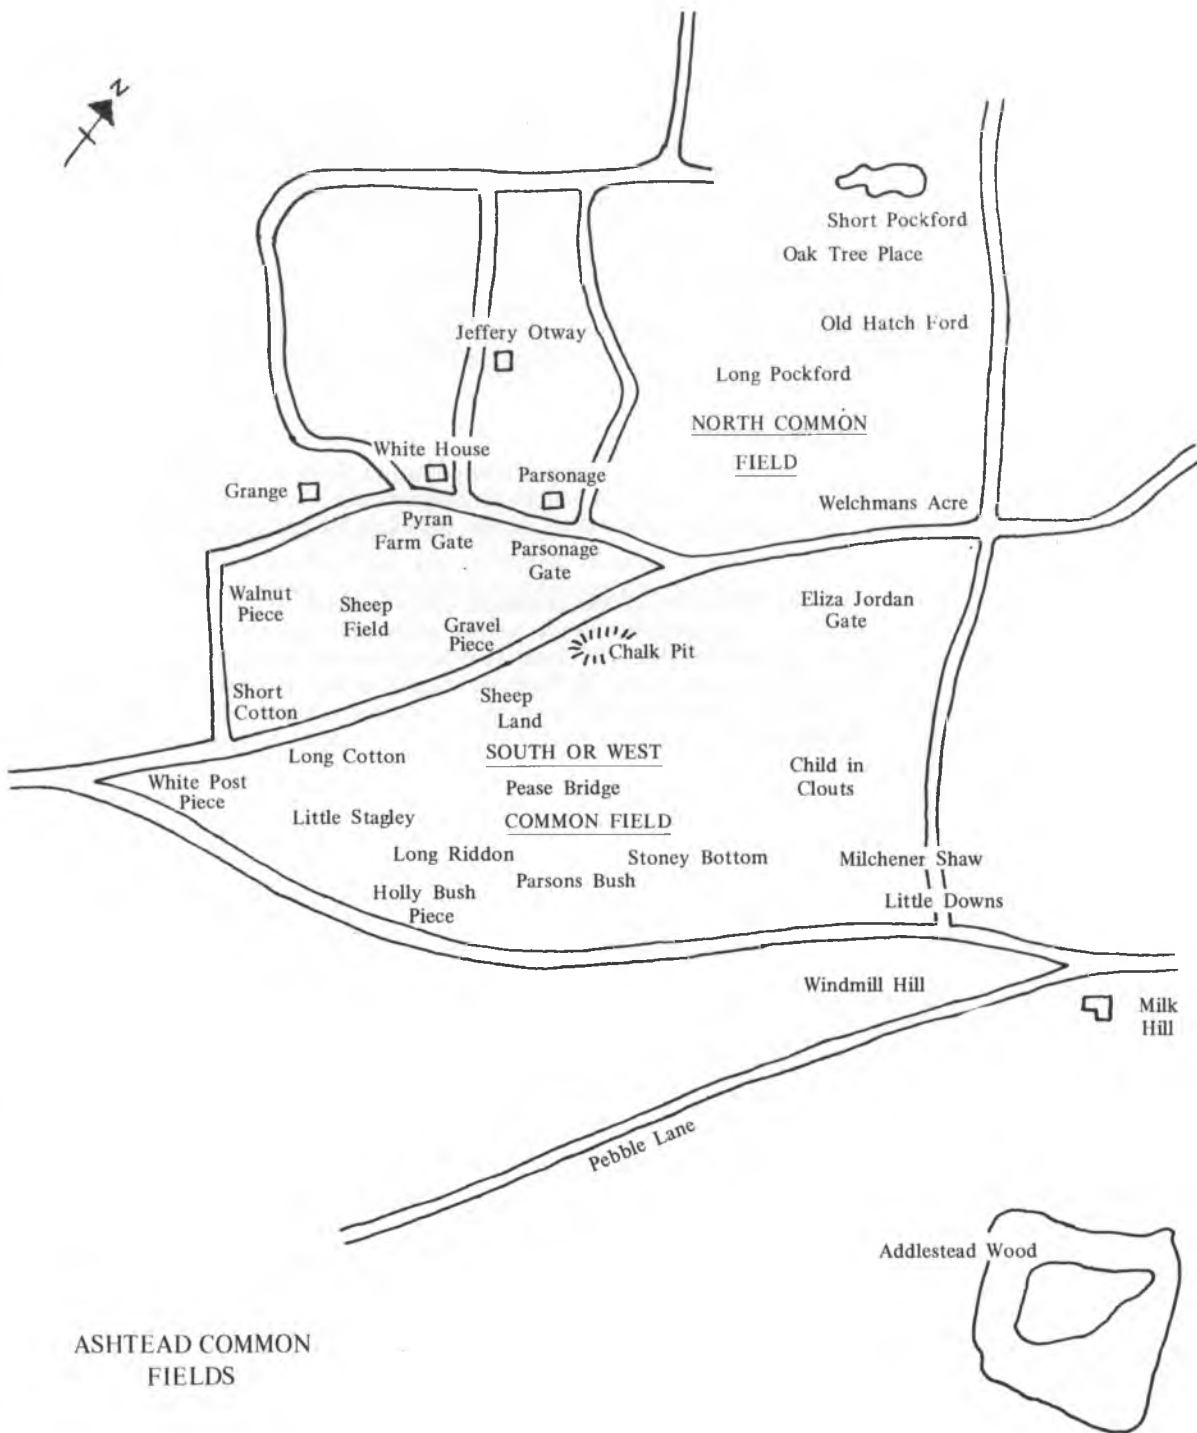 N
Short Pockford
Oak Tree Place
Old Hatch Ford
Jeffery Otway
Long Pockford
NORTH COMMON
FIELD
White House
Grange
Parsonage
Welchmans Acre
Pyran
Farm Gate
Parsonage
Gate
Walnut
Piece
Sheep
Field
Gravel
Piece
Eliza Jordan
Gate
Chalk Pit
Short
Cotton
Sheep
Land
Long Cotton
SOUTH OR WEST
White Post
Piece
Pease Bridge
Child in
Clouts
Little Stagley
COMMON FIELD
Long Riddon
Parsons Bush
Stoney Bottom
Milchener Shaw
Holly Bush
Piece
Little Downs
Windmill Hill
Milk
Hill
Pebble Lane
Addlestead Wood
ASHTEAD COMMON
FIELDS